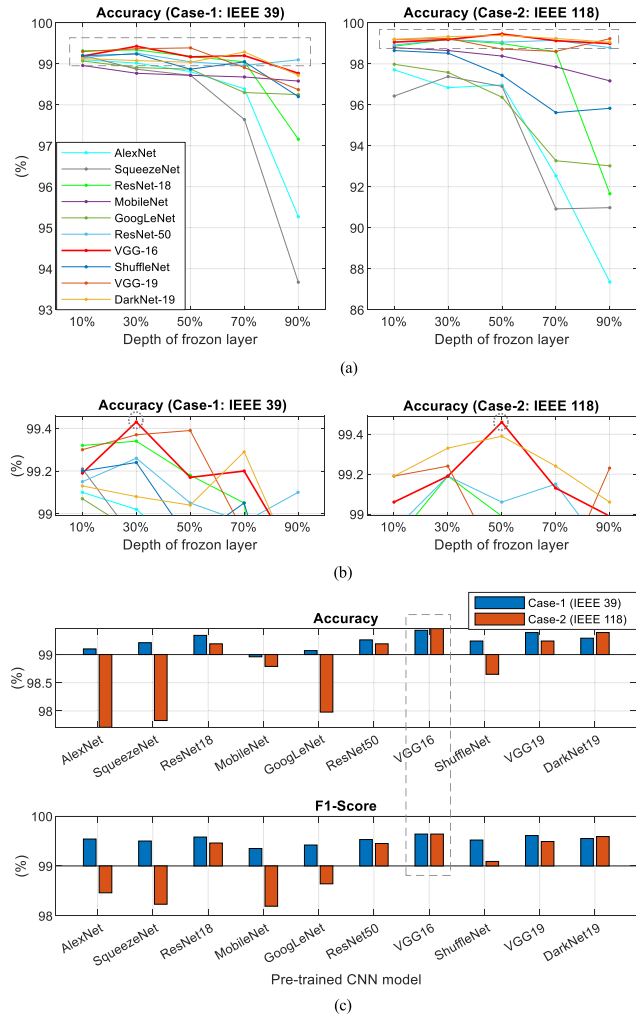 Accuracy (Case-1: IEEE 39)
100
99
98
97
96
95
94
93
(%)
AlexNet
SqueezeNet
ResNet-18
MobileNet
GoogLeNet
ResNet-50
VGG-16
ShuffleNet
VGG-19
DarkNet-19
10% 30% 50% 70% 90%
Depth of frozen layer
Accuracy (Case-2: IEEE 118)
100
98
96
94
92
90
88
86
10% 30% 50% 70% 90%
Depth of frozen layer
(a)
Accuracy (Case-1: IEEE 39)
99.4
99.2
99
(%)
10% 30% 50% 70% 90%
Depth of frozen layer
Accuracy (Case-2: IEEE 118)
99.4
99.2
99
10% 30% 50% 70% 90%
Depth of frozen layer
(b)
Case-1 (IEEE 39)
Case-2 (IEEE 118)
Accuracy
99
98.5
98
(%)
AlexNet SqueezeNet ResNet18 MobileNet GoogLeNet ResNet50 VGG16 ShuffleNet VGG19 DarkNet19
F1-Score
100
99
98
(%)
AlexNet SqueezeNet ResNet18 MobileNet GoogLeNet ResNet50 VGG16 ShuffleNet VGG19 DarkNet19
Pre-trained CNN model
(c)